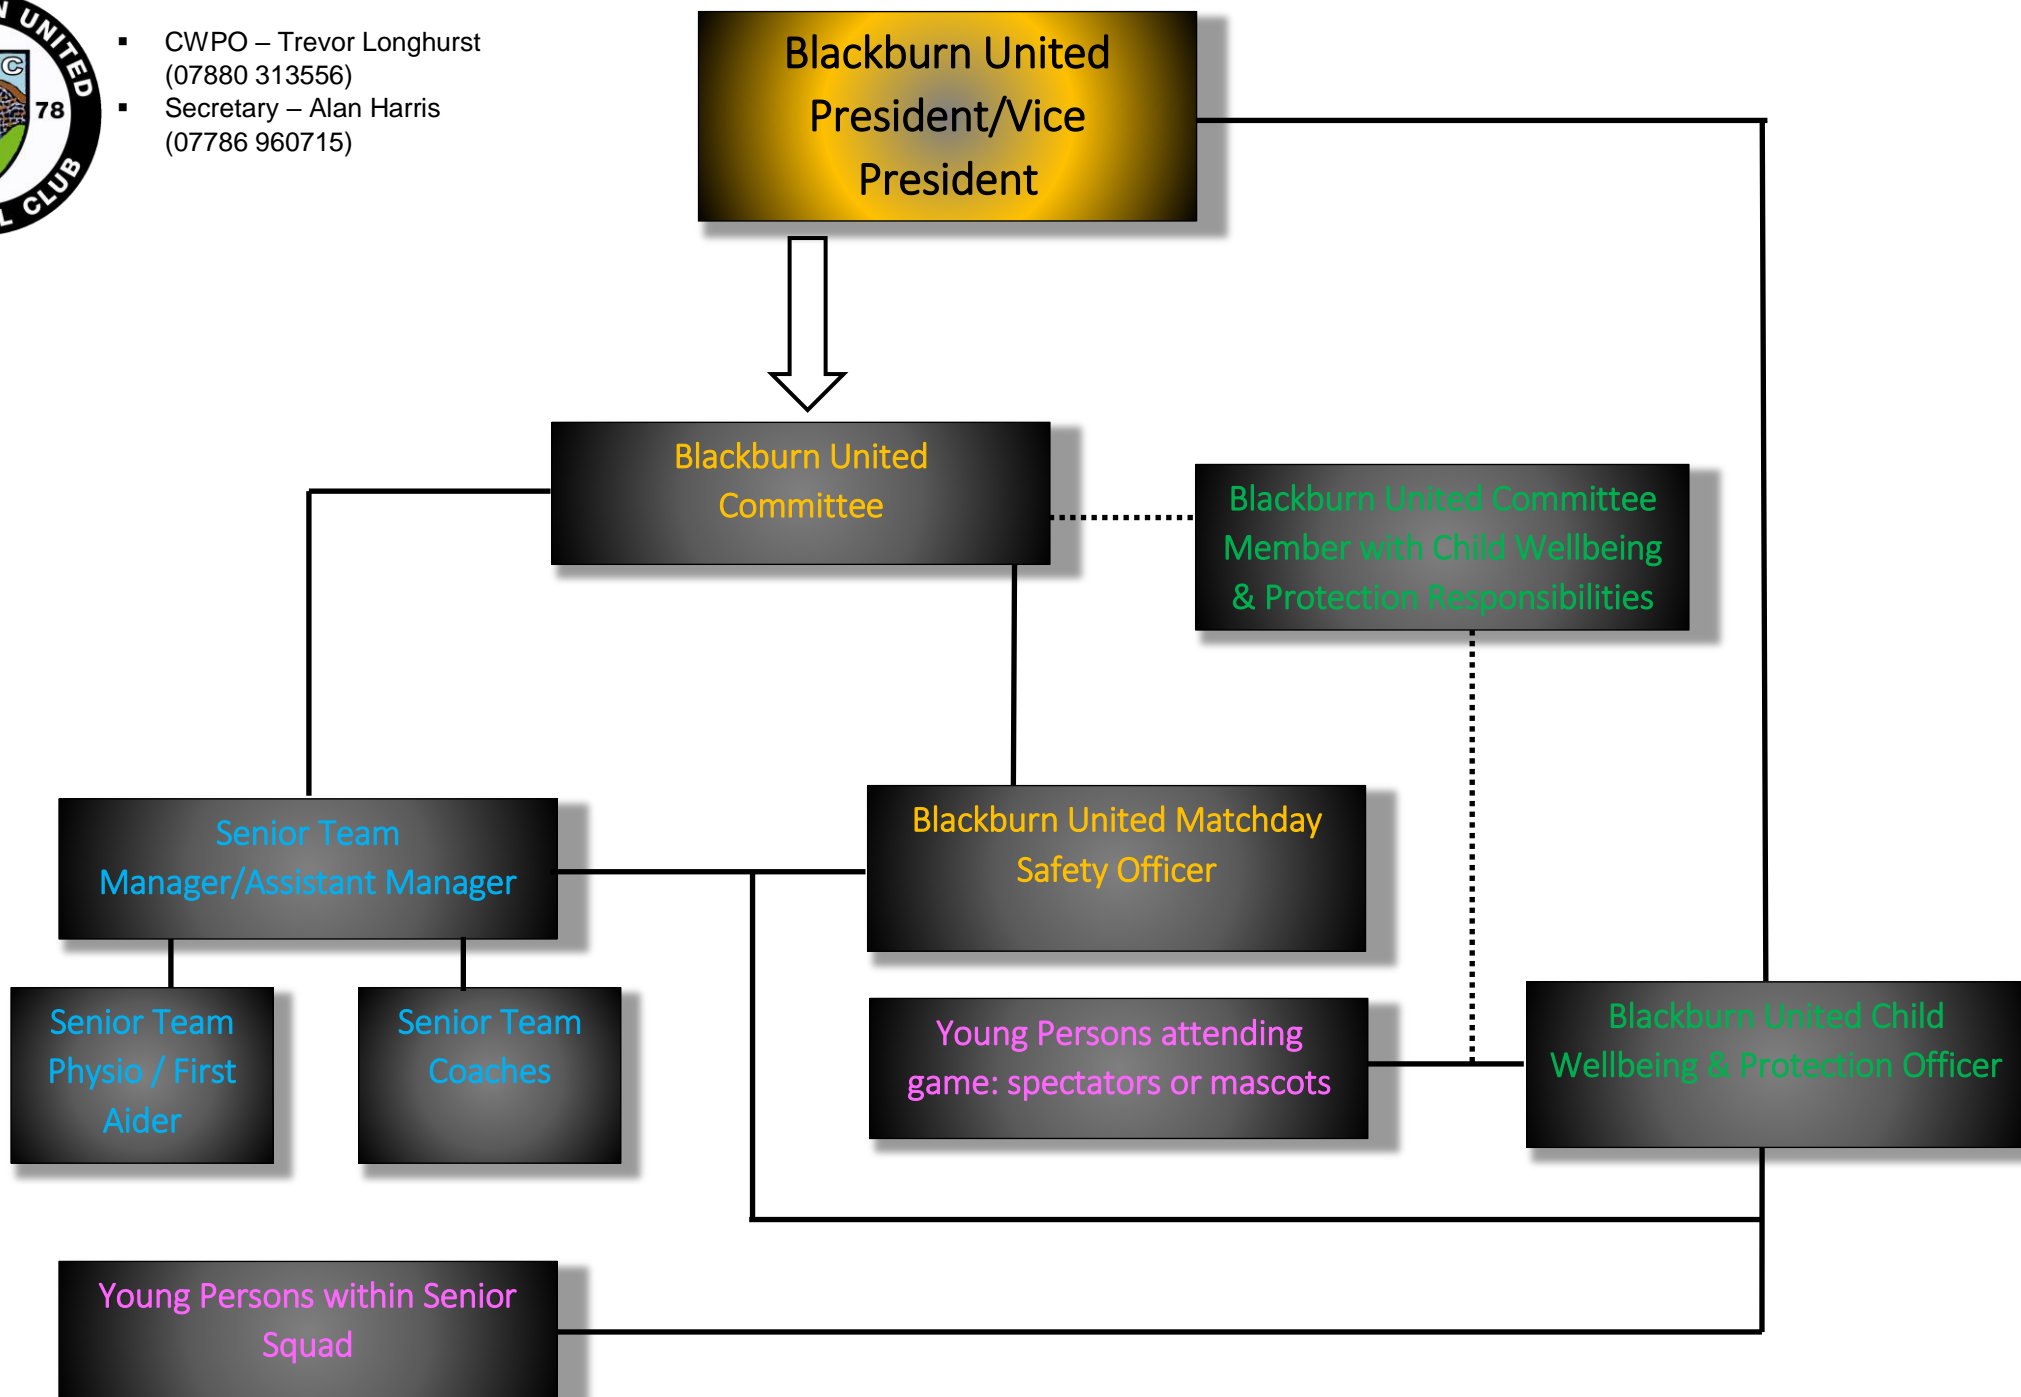 UNITED
C
78
CLUB
▪ CWPO – Trevor Longhurst
(07880 313556)
▪ Secretary – Alan Harris
(07786 960715)
Blackburn United
President/Vice
President
Blackburn United
Committee
Blackburn United Committee
Member with Child Wellbeing
& Protection Responsibilities
Senior Team
Manager/Assistant Manager
Blackburn United Matchday
Safety Officer
Senior Team
Physio / First
Aider
Senior Team
Coaches
Young Persons attending
game: spectators or mascots
Blackburn United Child
Wellbeing & Protection Officer
Young Persons within Senior
Squad